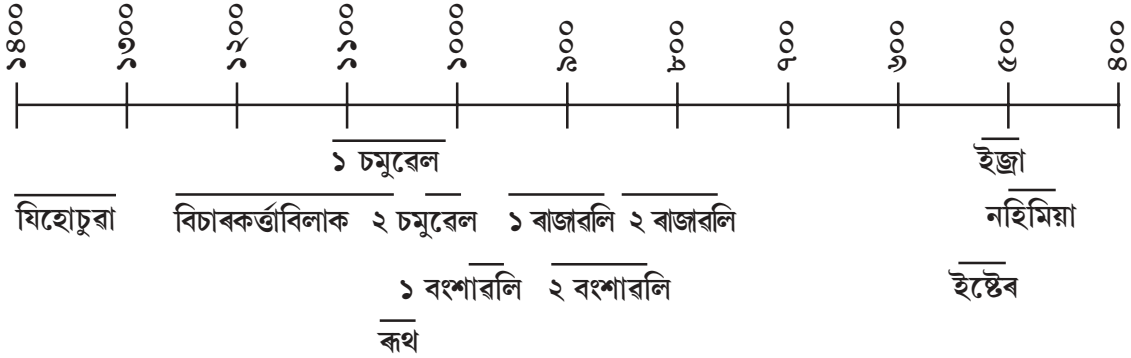 ১৪০০ ১৩০০ ১২০০ ১১০০ ১০০০ ৯০০ ৮০০ ৭০০ ৬০০ ৫০০ ৪০০
১ চমুৱেল ইজ্ৰা
যিহোচুৱা বিচাৰকৰ্ত্তাবিলাক ২ চমুৱেল ১ ৰাজাৱলি ২ ৰাজাৱলি নহিমিয়া
১ বংশাৱলি ২ বংশাৱলি ইষ্টেৰ
ৰূথ